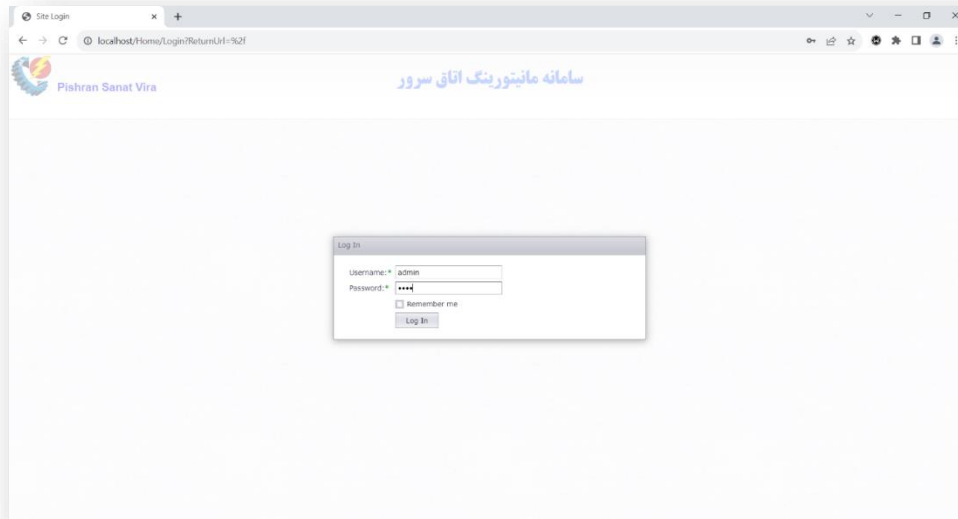 Site Login
localhost/Home/Login?ReturnUrl=%2f
Pishran Sanat Vira
سامانه مانیتورینگ اتاق سرور
Log In
Username:* admin
Password:* ••••
Remember me
Log In